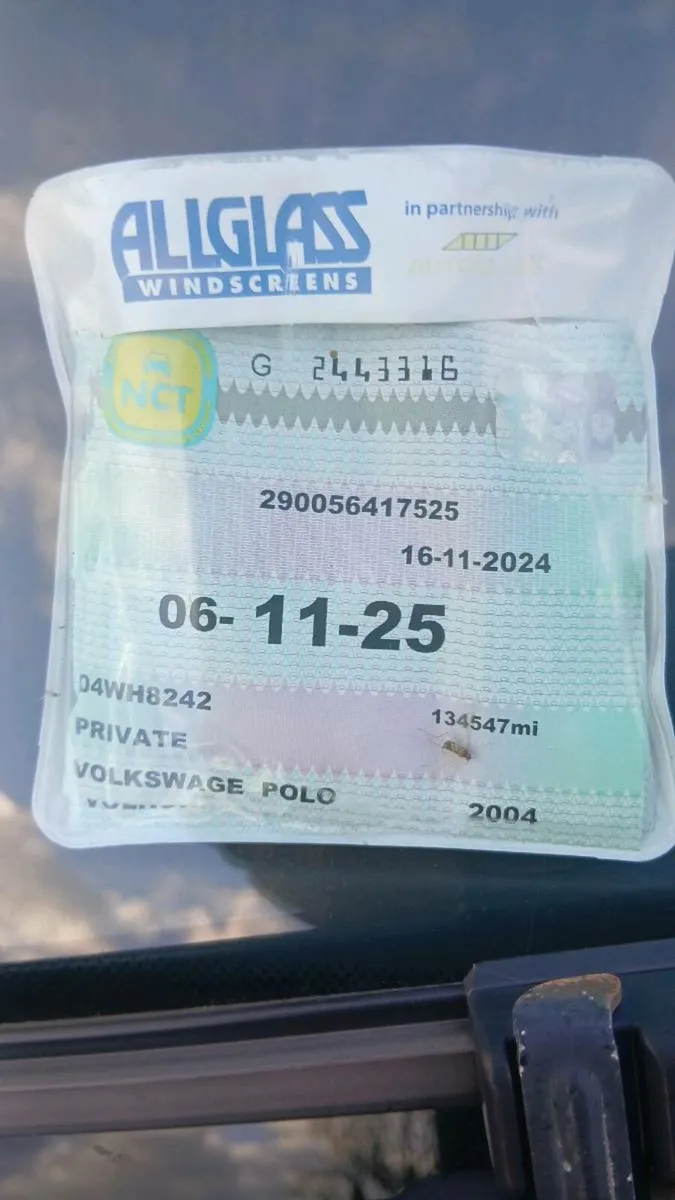 ALLGLASS
WINDSCREENS
in partnership with
AUTOGLASS
NCT
G 2443316
290056417525
16-11-2024
06-11-25
04WH8242
134547mi
PRIVATE
VOLKSWAGE POLO
2004